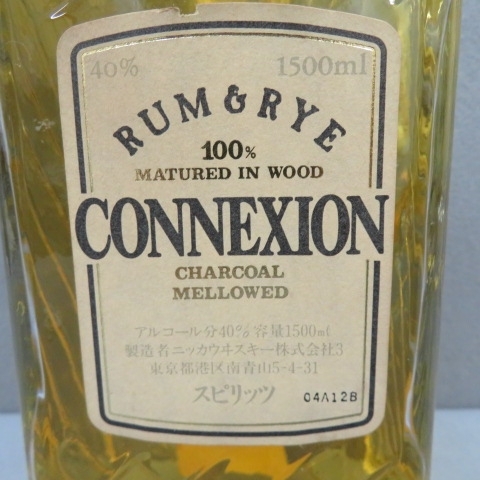 40% 1500ml
RUM & RYE
100%
MATURED IN WOOD
CONNEXION
CHARCOAL
MELLOWED
アルコール分40% 容量1500ml
製造者名ニッカウヰスキー株式会社3
東京都港区南青山5-4-31
スピリッツ 04A12B